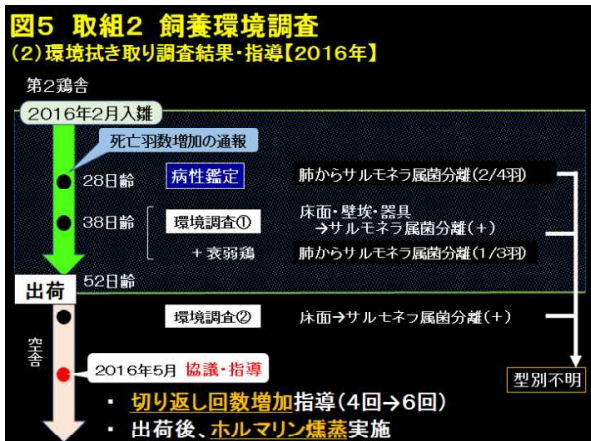 図5 取組2 飼養環境調査
(2)環境拭き取り調査結果・指導【2016年】
第2鶏舎
2016年2月入雛
死亡羽数増加の通報
28日齢 病性鑑定 肺からサルモネラ属菌分離(2/4羽)
38日齢 環境調査① 床面・壁埃・器具
→サルモネラ属菌分離(+)
+衰弱鶏 肺からサルモネラ属菌分離(1/3羽)
52日齢
出荷
環境調査② 床面→サルモネラ属菌分離(+)
空舎
2016年5月 協議・指導
型別不明
・ 切り返し回数増加指導(4回→6回)
・ 出荷後、ホルマリン燻蒸実施